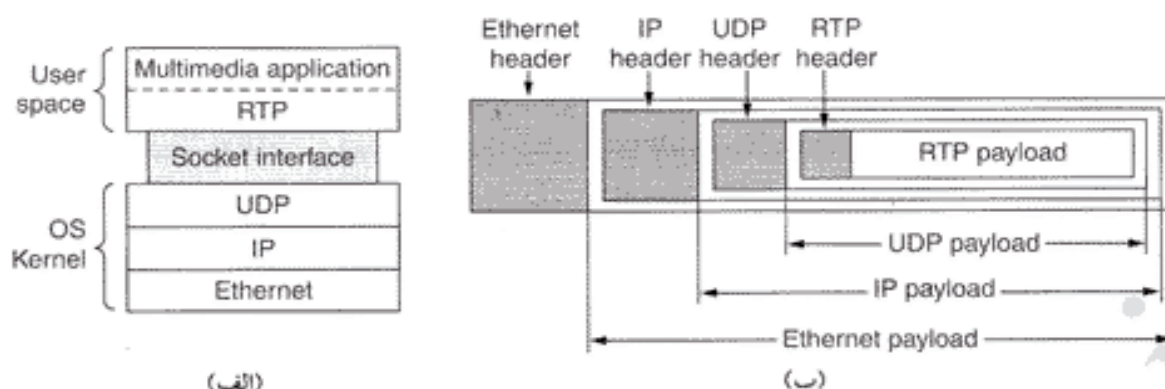 User
space
Multimedia application
RTP
Socket interface
OS
Kernel
UDP
IP
Ethernet
(الف)
Ethernet
header
IP
header
UDP
header
RTP
header
RTP payload
UDP payload
IP payload
Ethernet payload
(ب)